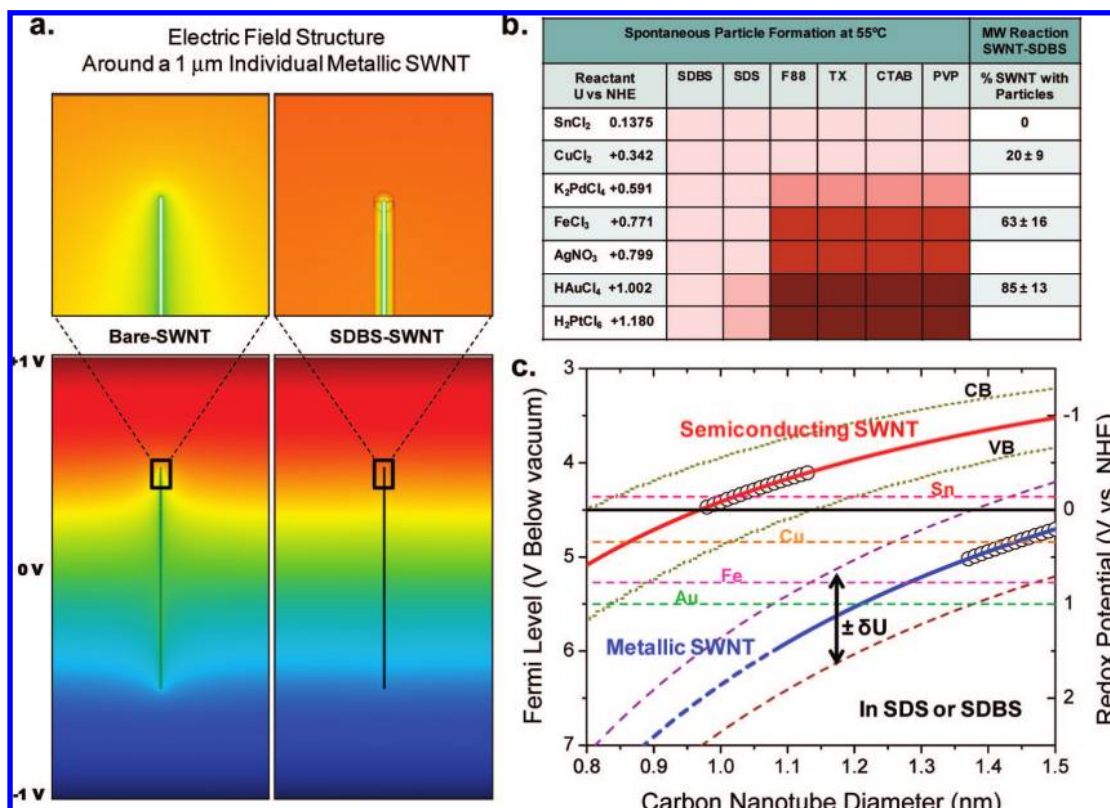 a.
Electric Field Structure
Around a 1 μm Individual Metallic SWNT
Bare-SWNT
SDBS-SWNT
+1 V
0 V
-1 V
b.
Spontaneous Particle Formation at 55ºC
MW Reaction
SWNT-SDBS
Reactant
U vs NHE
SDBS SDS F88 TX CTAB PVP
% SWNT with
Particles
SnCl₂ 0.1375 0
CuCl₂ +0.342 20 ± 9
K₂PdCl₄ +0.591
FeCl₃ +0.771 63 ± 16
AgNO₃ +0.799
HAuCl₄ +1.002 85 ± 13
H₂PtCl₆ +1.180
c.
Fermi Level (V Below vacuum)
3
4
5
6
7
CB
Semiconducting SWNT
VB
Sn
Cu
Fe
Au
± δU
Metallic SWNT
In SDS or SDBS
-1
0
1
2
Redox Potential (V vs. NHE)
0.8 0.9 1.0 1.1 1.2 1.3 1.4 1.5
Carbon Nanotube Diameter (nm)